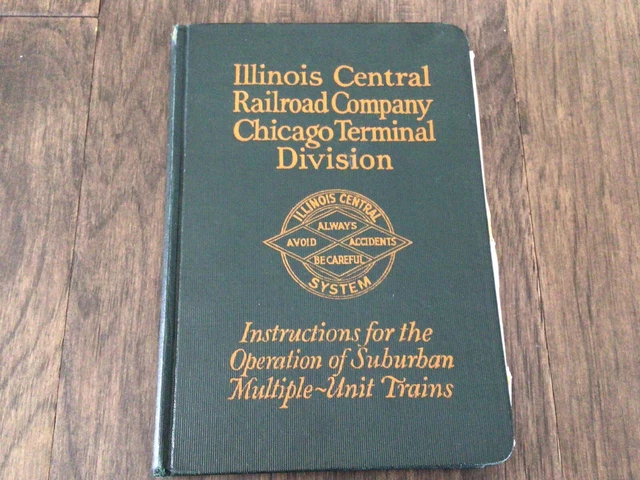 Illinois Central
Railroad Company
Chicago Terminal
Division
ILLINOIS CENTRAL
ALWAYS
AVOID ACCIDENTS
BE CAREFUL
SYSTEM
Instructions for the
Operation of Suburban
Multiple~Unit Trains